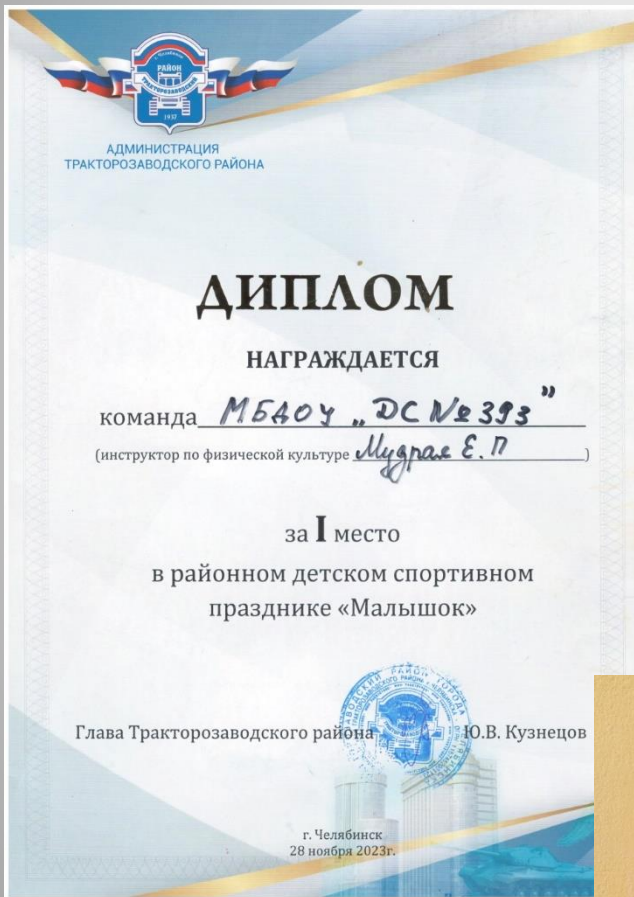 г. Челябинск
РАЙОН
ТРАКТОРОЗАВОДСКИЙ
1937
АДМИНИСТРАЦИЯ
ТРАКТОРОЗАВОДСКОГО РАЙОНА
ДИПЛОМ
НАГРАЖДАЕТСЯ
команда МБДОУ „ДС № 393”
(инструктор по физической культуре Мудрая Е.П)
за I место
в районном детском спортивном
празднике «Малышок»
Глава Тракторозаводского района Ю.В. Кузнецов
г. Челябинск
28 ноября 2023г.